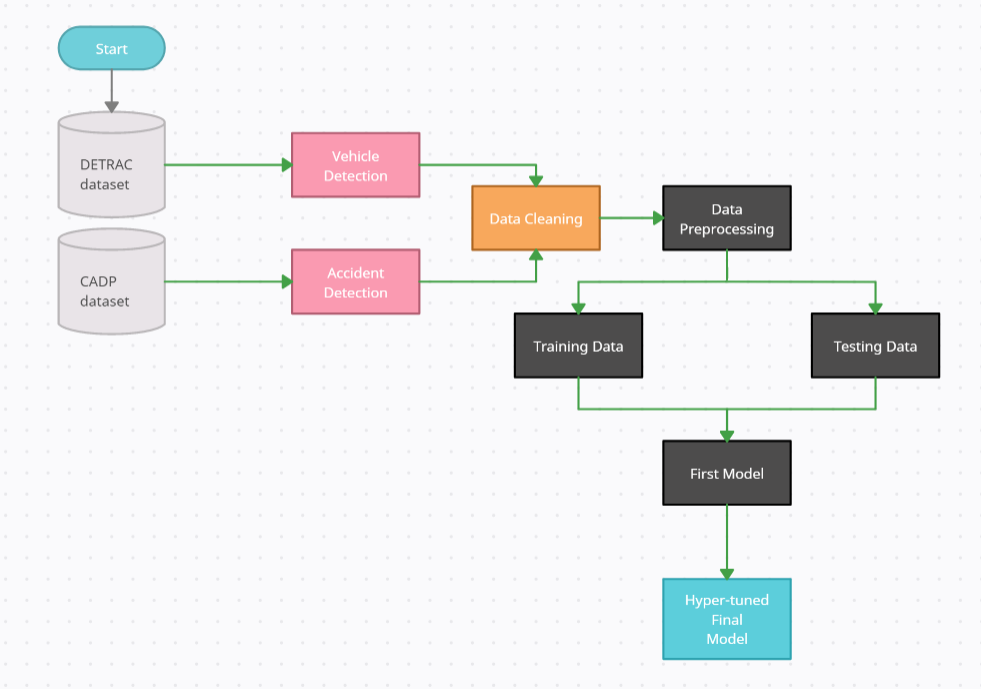 Start
DETRAC
dataset
Vehicle
Detection
CADP
dataset
Accident
Detection
Data Cleaning
Data
Preprocessing
Training Data
Testing Data
First Model
Hyper-tuned
Final
Model